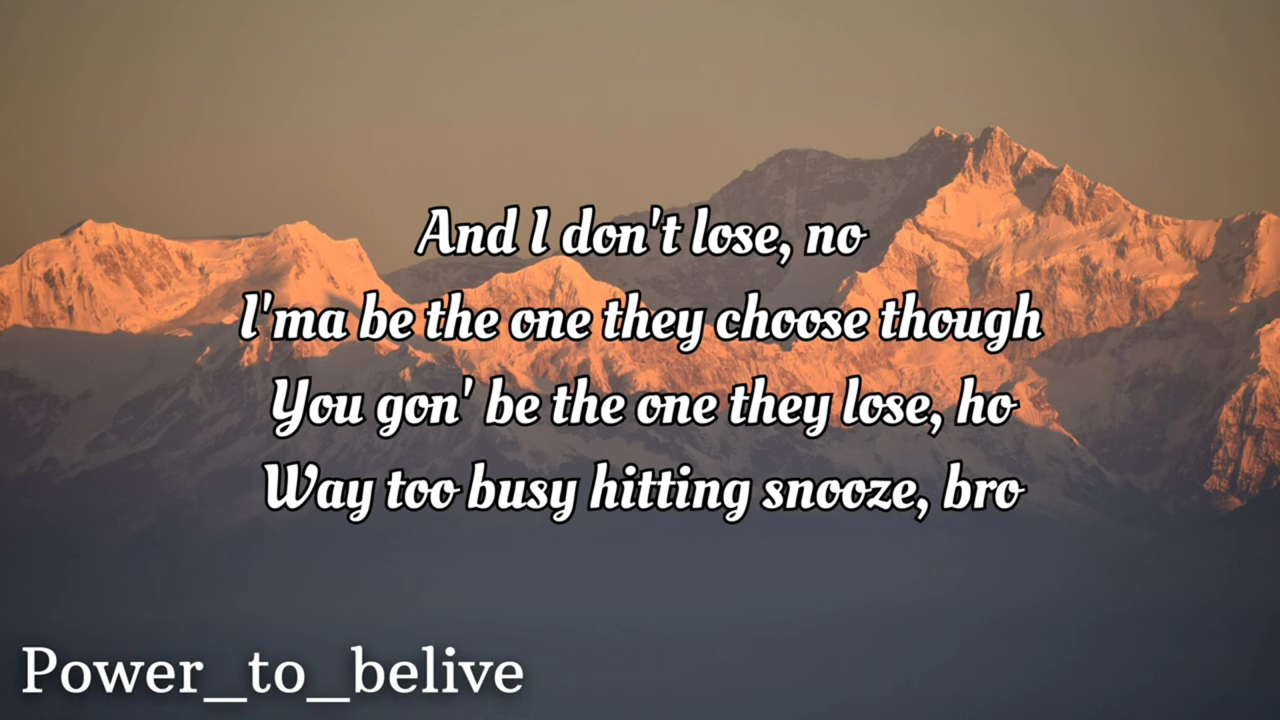 And I don't lose, no
I'ma be the one they choose though
You gon' be the one they lose, ho
Way too busy hitting snooze, bro
Power_to_belive